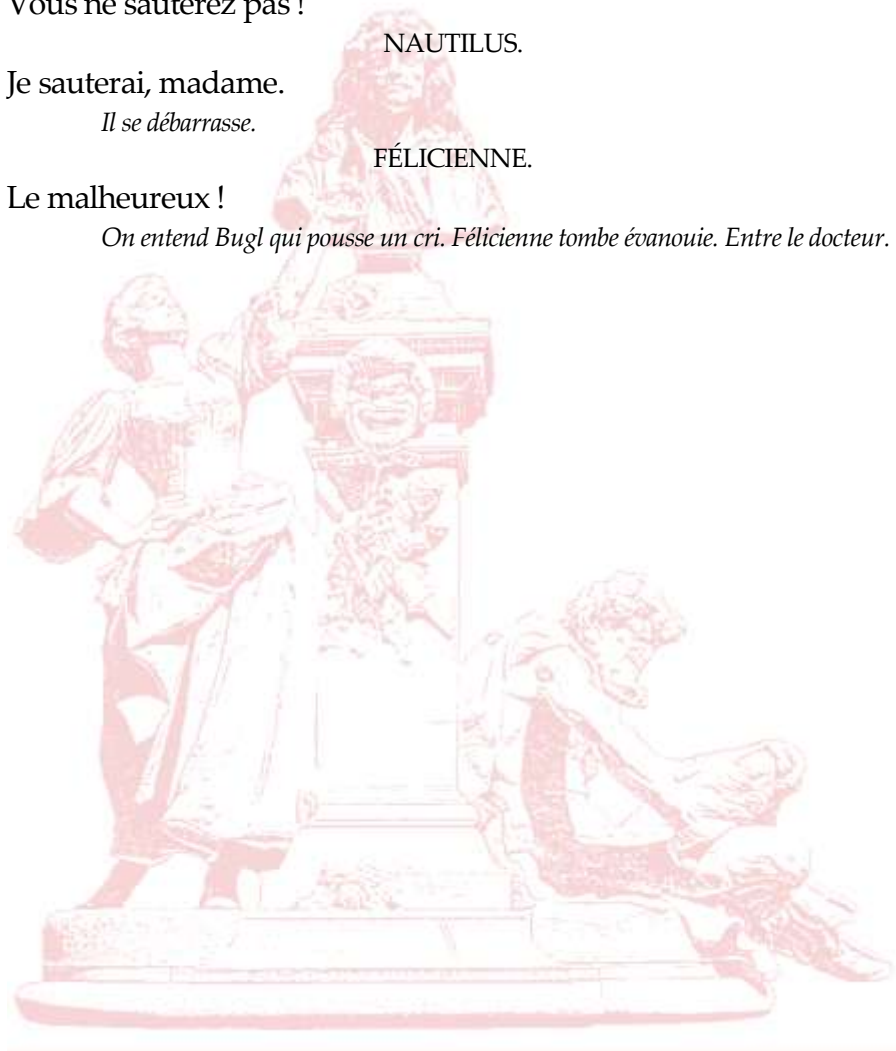 Vous ne sauterez pas !
NAUTILUS.
Je sauterai, madame.
Il se débarrasse.
FÉLICIENNE.
Le malheureux !
On entend Bugl qui pousse un cri. Félicienne tombe évanouie. Entre le docteur.